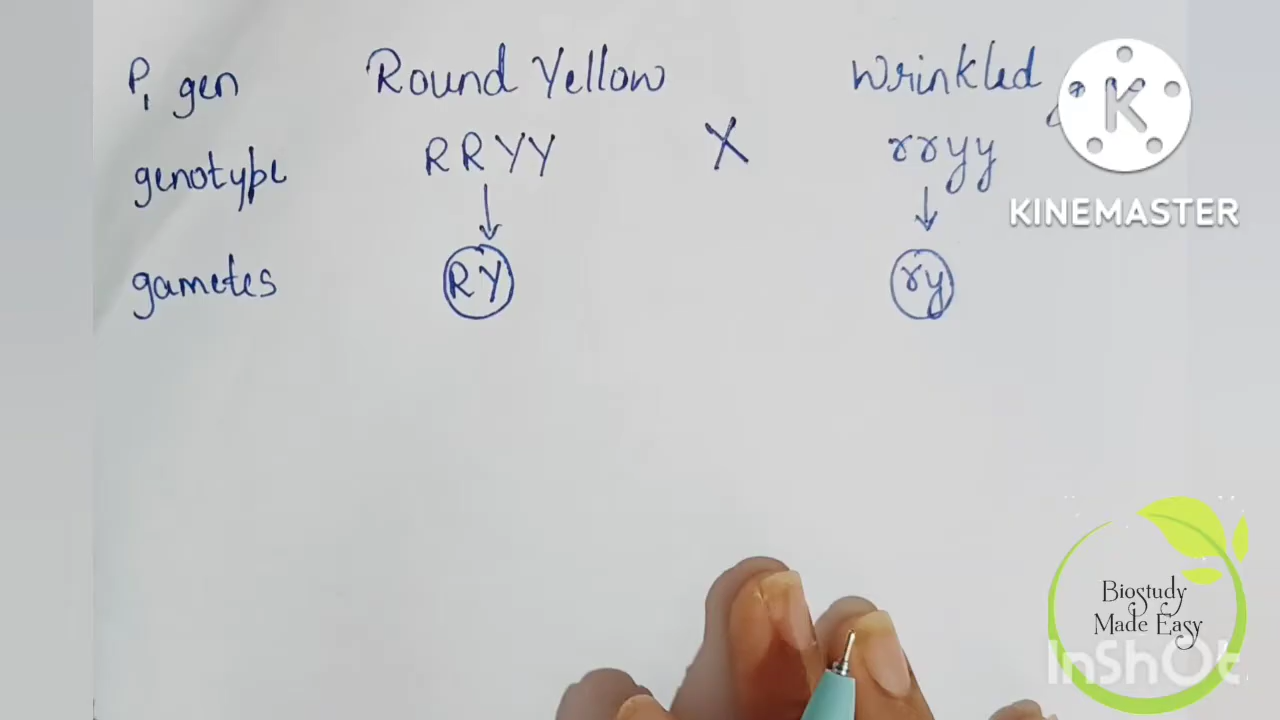 P1 gen Round Yellow Wrinkled
genotype RRYY X rryy
KINEMASTER
gametes RY ry
Biostudy
Made Easy
InShOt